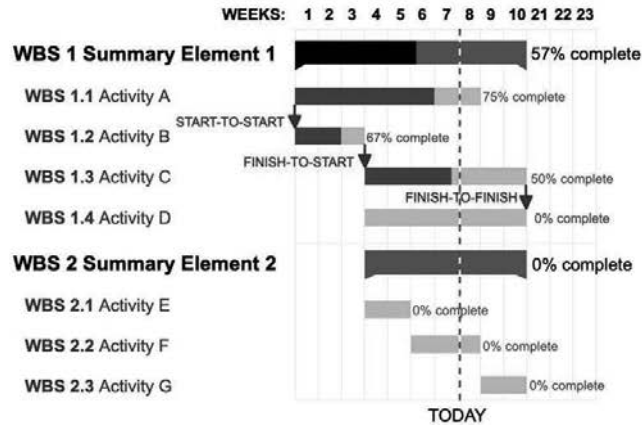 WEEKS: 1 2 3 4 5 6 7 8 9 10 21 22 23
WBS 1 Summary Element 1 57% complete
WBS 1.1 Activity A 75% complete
START-TO-START
WBS 1.2 Activity B 67% complete
FINISH-TO-START
WBS 1.3 Activity C 50% complete
FINISH-TO-FINISH
WBS 1.4 Activity D 0% complete
WBS 2 Summary Element 2 0% complete
WBS 2.1 Activity E 0% complete
WBS 2.2 Activity F 0% complete
WBS 2.3 Activity G 0% complete
TODAY